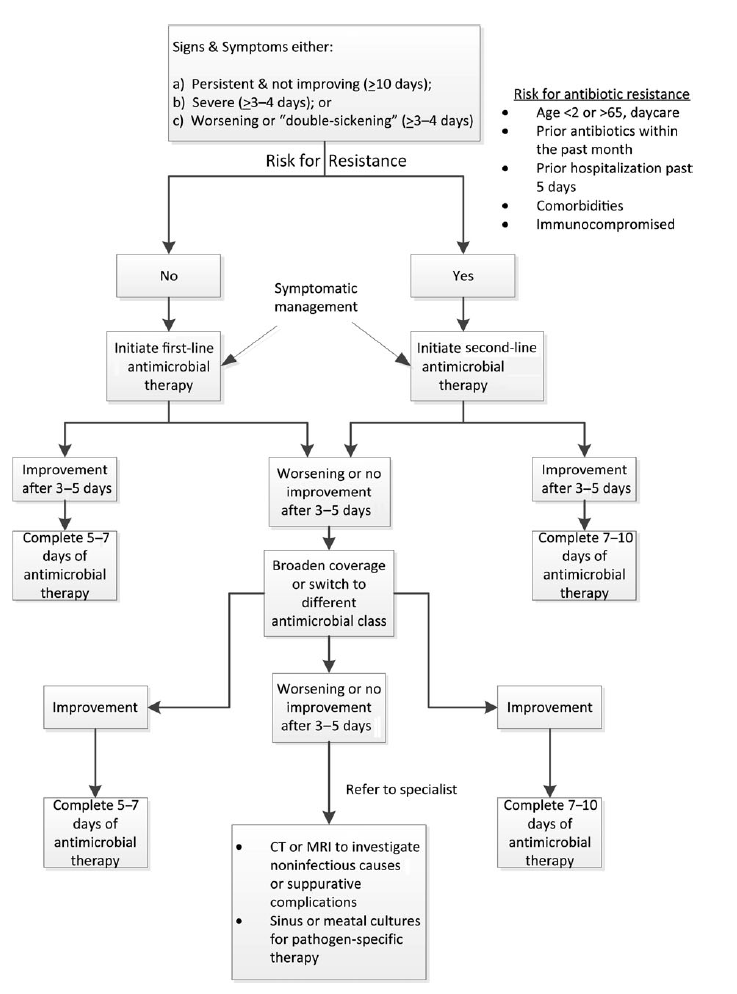 Signs & Symptoms either:
a) Persistent & not improving (≥10 days);
b) Severe (≥3–4 days); or
c) Worsening or “double-sickening” (≥3–4 days)
Risk for antibiotic resistance
• Age <2 or >65, daycare
• Prior antibiotics within
the past month
• Prior hospitalization past
5 days
• Comorbidities
• Immunocompromised
Risk for Resistance
No
Yes
Symptomatic
management
Initiate first-line
antimicrobial
therapy
Initiate second-line
antimicrobial
therapy
Improvement
after 3–5 days
Worsening or no
improvement
after 3–5 days
Improvement
after 3–5 days
Complete 5–7
days of
antimicrobial
therapy
Broaden coverage
or switch to
different
antimicrobial class
Complete 7–10
days of
antimicrobial
therapy
Improvement
Worsening or no
improvement
after 3–5 days
Improvement
Refer to specialist
Complete 5–7
days of
antimicrobial
therapy
• CT or MRI to investigate
noninfectious causes
or suppurative
complications
• Sinus or meatal cultures
for pathogen-specific
therapy
Complete 7–10
days of
antimicrobial
therapy